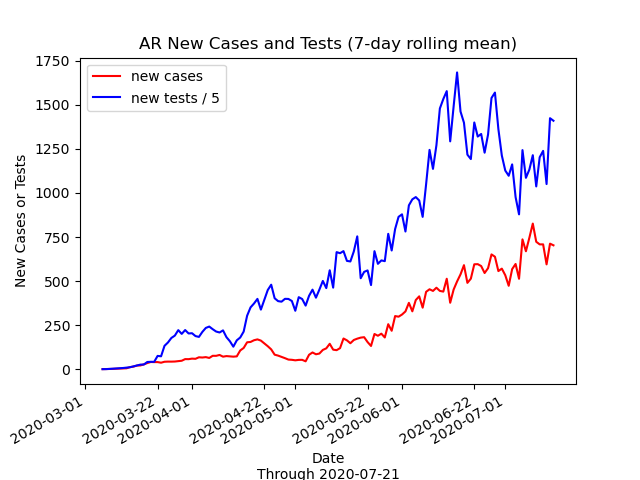 AR New Cases and Tests (7-day rolling mean)
new cases
new tests / 5
New Cases or Tests
1750
1500
1250
1000
750
500
250
0
2020-03-01
2020-03-22
2020-04-01
2020-04-22
2020-05-01
2020-05-22
2020-06-01
2020-06-22
2020-07-01
Date
Through 2020-07-21